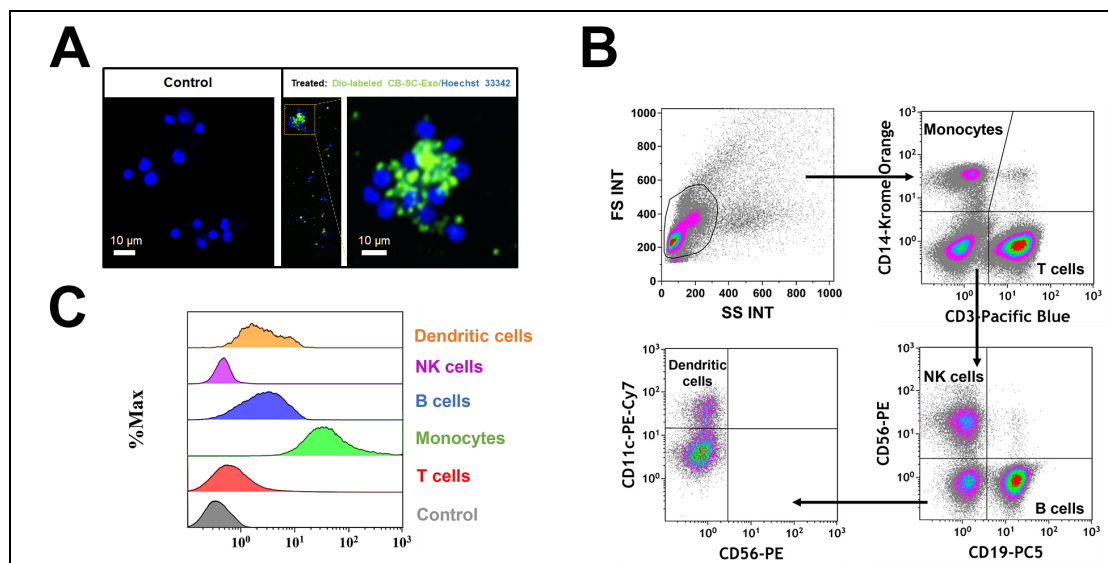 A
Control
Treated: Dio-labeled CB-SC-Exo/Hoechst 33342
10 µm
10 µm
B
FS INT
1000
800
600
400
200
0
0 200 400 600 800 1000
SS INT
CD14-Krome Orange
10³
10²
10¹
10⁰
Monocytes
T cells
10⁰ 10¹ 10² 10³
CD3-Pacific Blue
CD11c-PE-Cy7
10³
10²
10¹
10⁰
Dendritic
cells
10⁰ 10¹ 10² 10³
CD56-PE
CD56-PE
10³
10²
10¹
10⁰
NK cells
B cells
10⁰ 10¹ 10² 10³
CD19-PC5
C
%Max
Dendritic cells
NK cells
B cells
Monocytes
T cells
Control
10⁰ 10¹ 10² 10³